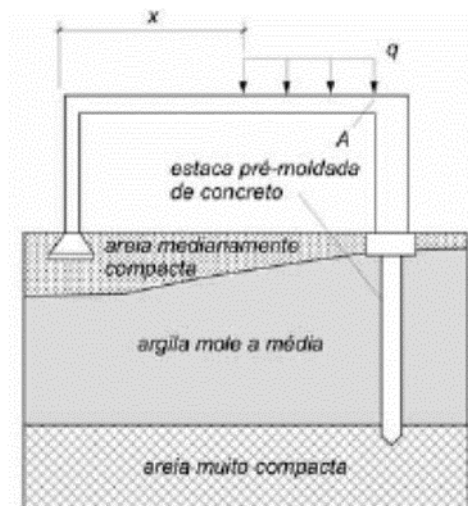 x
q
A
estaca pré-moldada
de concreto
areia medianamente
compacta
argila mole a média
areia muito compacta